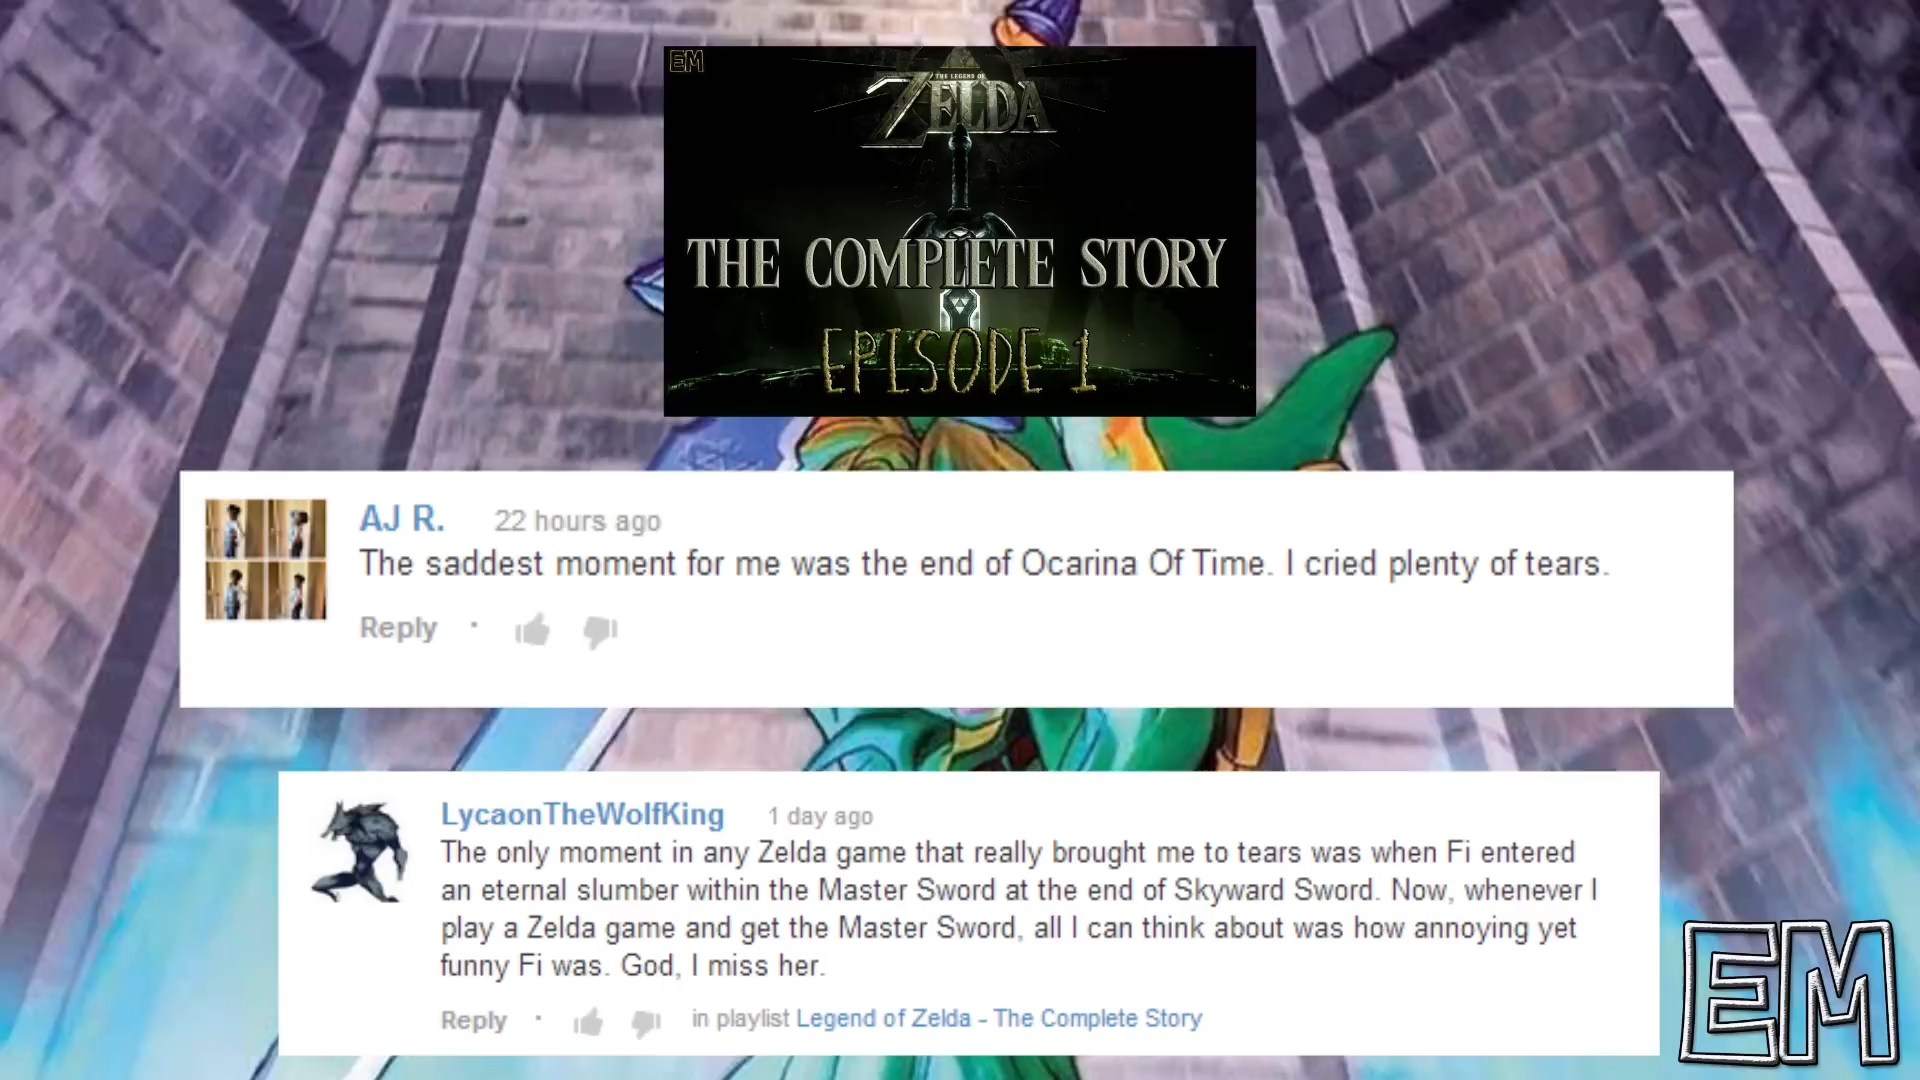 EM
THE LEGEND OF
ZELDA
THE COMPLETE STORY
EPISODE 1
AJ R. 22 hours ago
The saddest moment for me was the end of Ocarina Of Time. I cried plenty of tears.
Reply ·
LycaonTheWolfKing 1 day ago
The only moment in any Zelda game that really brought me to tears was when Fi entered
an eternal slumber within the Master Sword at the end of Skyward Sword. Now, whenever I
play a Zelda game and get the Master Sword, all I can think about was how annoying yet
funny Fi was. God, I miss her.
Reply · in playlist Legend of Zelda - The Complete Story
EM